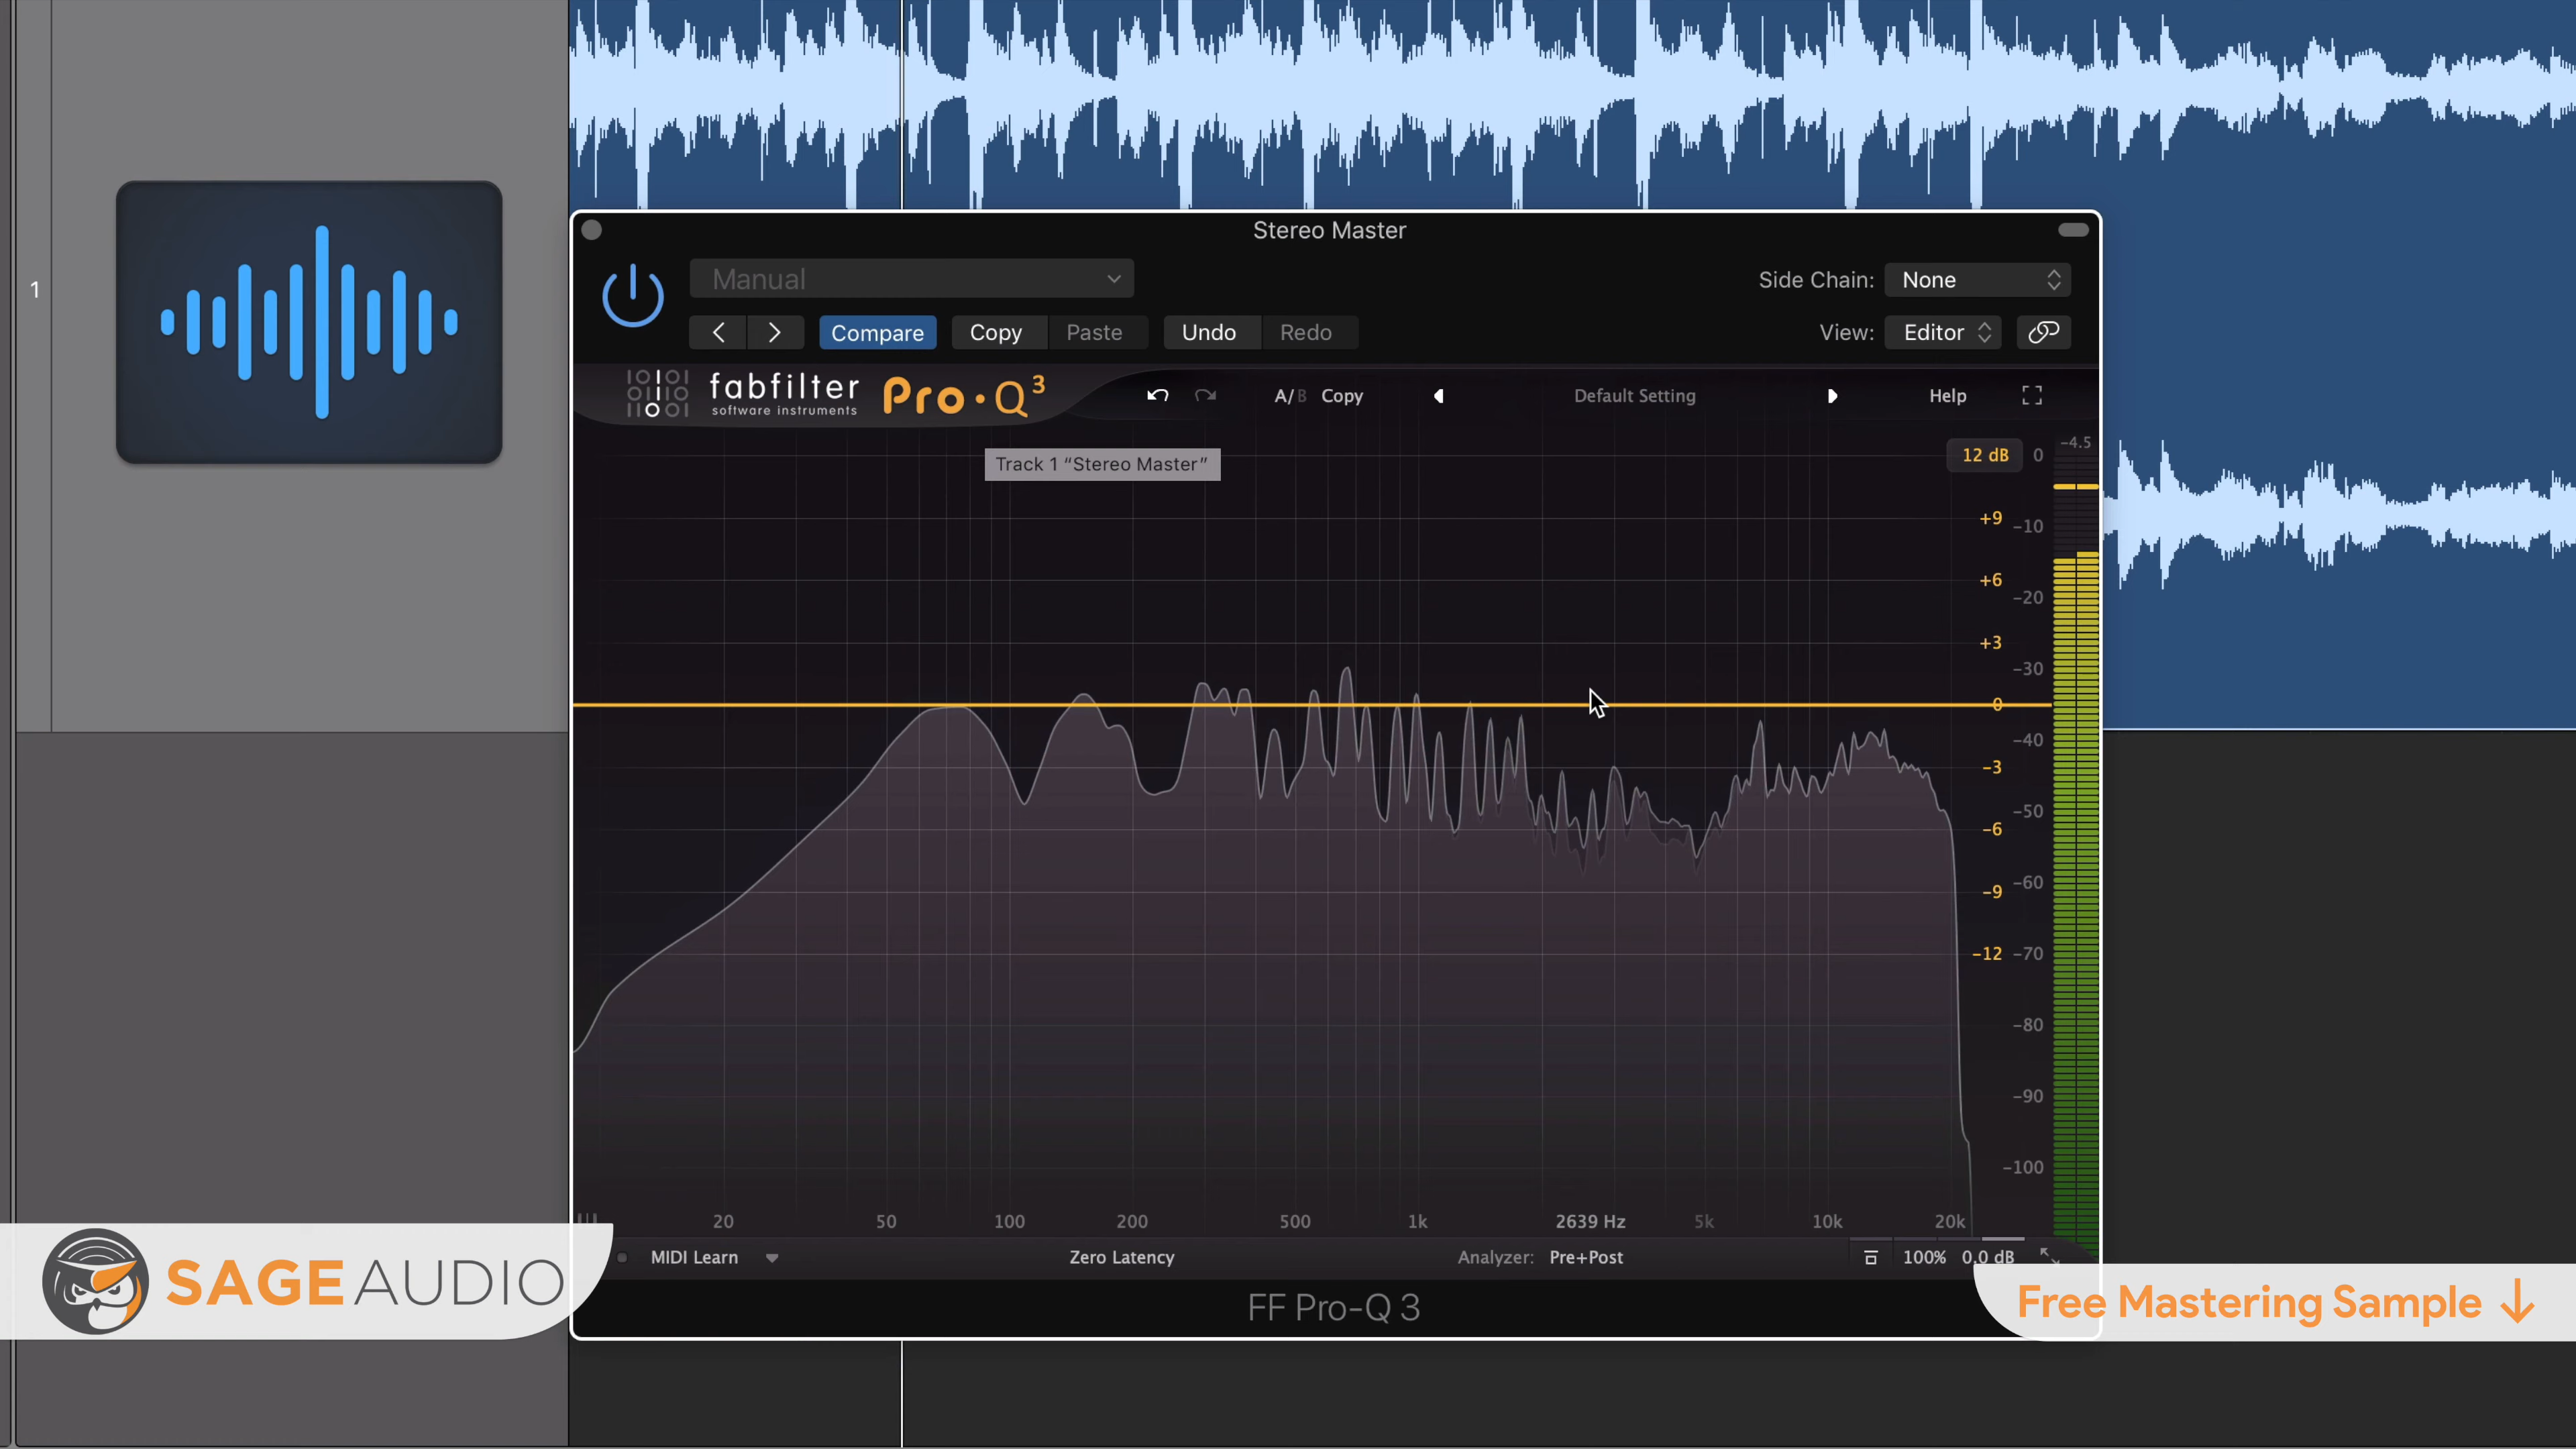 Stereo Master
1
Manual
Side Chain: None
Compare Copy Paste Undo Redo
View: Editor
fabfilter
software instruments
Pro·Q3
A/B Copy
Default Setting
Help
Track 1 “Stereo Master”
12 dB 0 -4.5
+9 -10
+6 -20
+3 -30
0
-40
-3
-50
-6
-60
-9
-12 -70
-80
-90
-100
20 50 100 200 500 1k 2639 Hz 5k 10k 20k
MIDI Learn
Zero Latency
Analyzer: Pre+Post
100% 0.0 dB
SAGE AUDIO
FF Pro-Q 3
Free Mastering Sample ↓